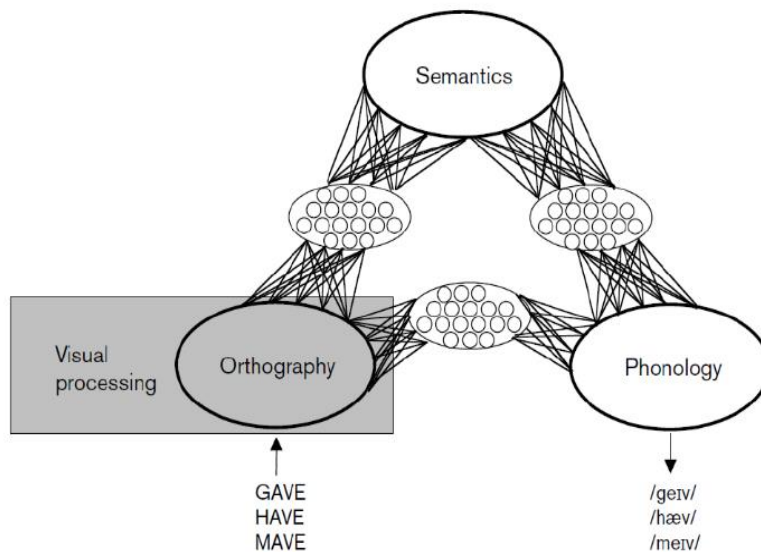 Semantics
Visual
processing
Orthography
Phonology
GAVE
HAVE
MAVE
/geɪv/
/hæv/
/meɪv/